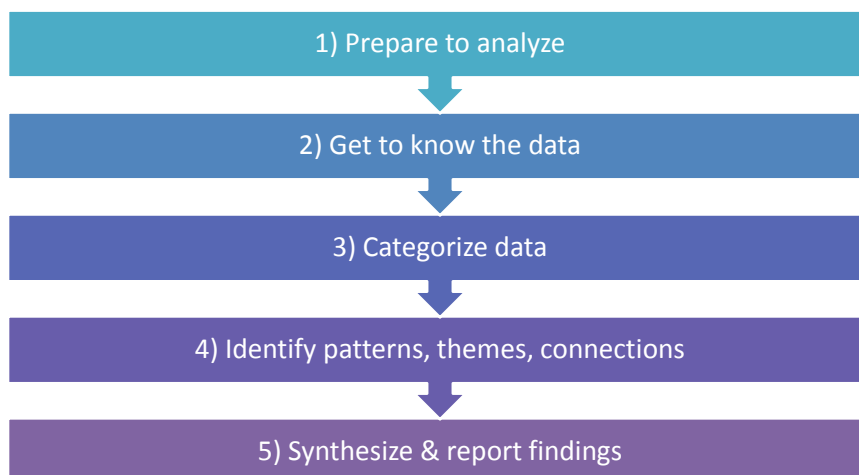 1) Prepare to analyze
2) Get to know the data
3) Categorize data
4) Identify patterns, themes, connections
5) Synthesize & report findings